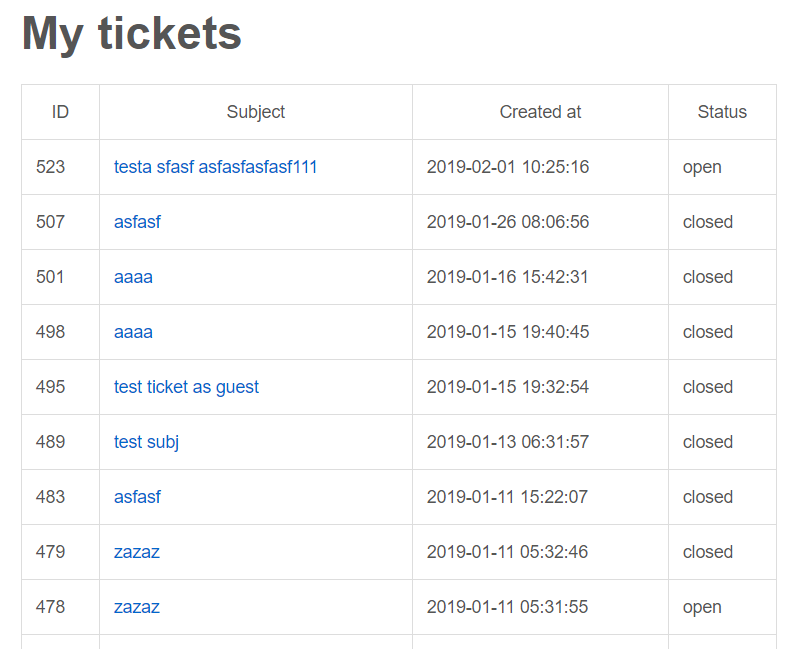 My tickets
ID Subject Created at Status
523 testa sfasf asfasfasfasf111 2019-02-01 10:25:16 open
507 asfasf 2019-01-26 08:06:56 closed
501 aaaa 2019-01-16 15:42:31 closed
498 aaaa 2019-01-15 19:40:45 closed
495 test ticket as guest 2019-01-15 19:32:54 closed
489 test subj 2019-01-13 06:31:57 closed
483 asfasf 2019-01-11 15:22:07 closed
479 zazaz 2019-01-11 05:32:46 closed
478 zazaz 2019-01-11 05:31:55 open